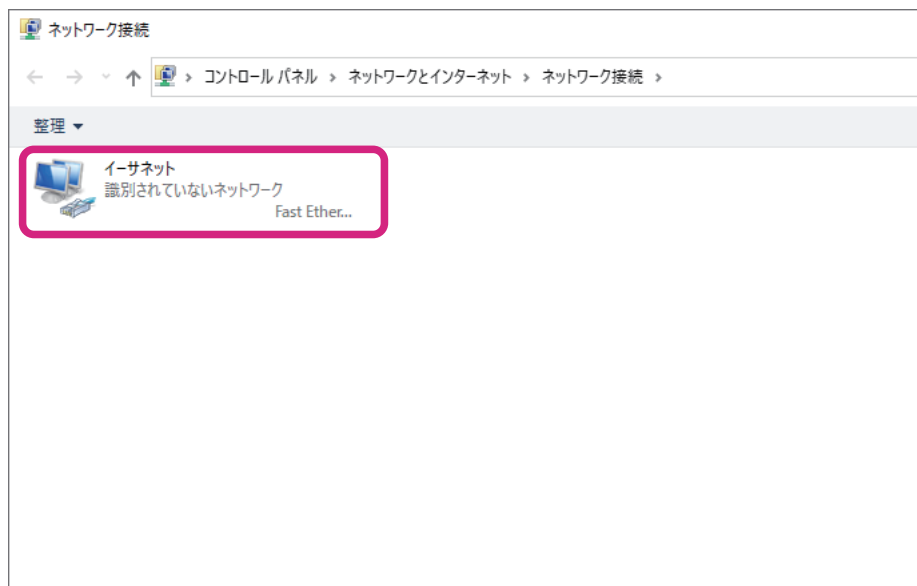 ネットワーク接続
コントロール パネル › ネットワークとインターネット › ネットワーク接続 ›
整理
イーサネット
識別されていないネットワーク
Fast Ether...